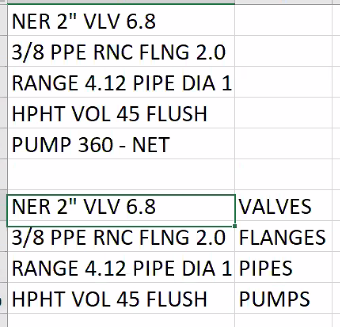 NER 2" VLV 6.8
3/8 PPE RNC FLNG 2.0
RANGE 4.12 PIPE DIA 1
HPHT VOL 45 FLUSH
PUMP 360 - NET
NER 2" VLV 6.8 VALVES
3/8 PPE RNC FLNG 2.0 FLANGES
RANGE 4.12 PIPE DIA 1 PIPES
HPHT VOL 45 FLUSH PUMPS